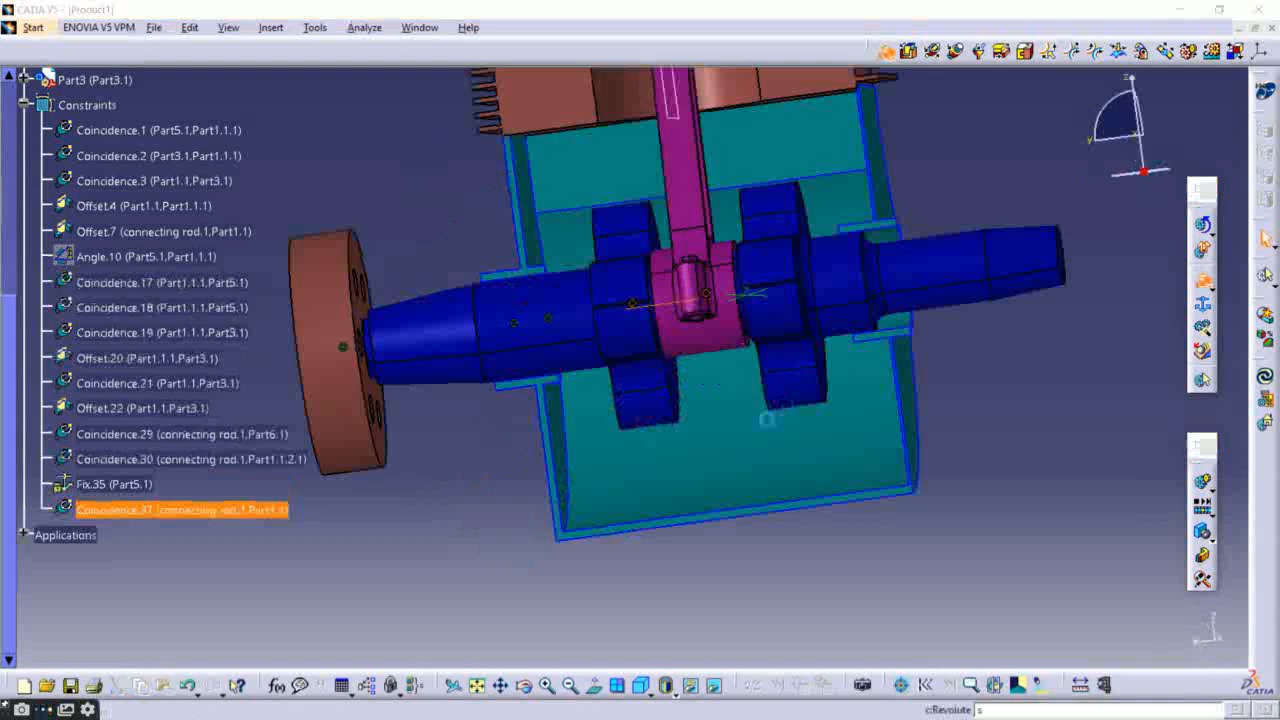 CATIA V5 - [Product1]
Start ENOVIA V5 VPM File Edit View Insert Tools Analyze Window Help
Part3 (Part3.1)
Constraints
Coincidence.1 (Part5.1,Part1.1.1)
Coincidence.2 (Part3.1,Part1.1.1)
Coincidence.3 (Part1.1,Part3.1)
Offset.4 (Part1.1,Part1.1.1)
Offset.7 (connecting rod.1,Part1.1)
Angle.10 (Part5.1,Part1.1.1)
Coincidence.17 (Part1.1.1,Part5.1)
Coincidence.18 (Part1.1.1,Part5.1)
Coincidence.19 (Part1.1.1,Part3.1)
Offset.20 (Part1.1.1,Part3.1)
Coincidence.21 (Part1.1,Part3.1)
Offset.22 (Part1.1,Part3.1)
Coincidence.29 (connecting rod.1,Part6.1)
Coincidence.30 (connecting rod.1,Part1.1.2.1)
Fix.35 (Part5.1)
Coincidence.37 (connecting rod.1,
Applications
z
y
x
f(x)
CATIA
c:Revolute s